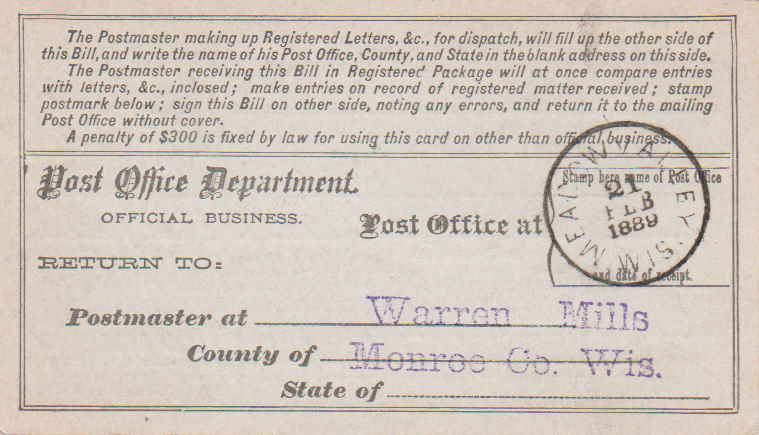 The Postmaster making up Registered Letters, &c., for dispatch, will fill up the other side of
this Bill, and write the name of his Post Office, County, and State in the blank address on this side.
The Postmaster receiving this Bill in Registered Package will at once compare entries
with letters, &c., inclosed; make entries on record of registered matter received; stamp
postmark below; sign this Bill on other side, noting any errors, and return it to the mailing
Post Office without cover.
A penalty of $300 is fixed by law for using this card on other than official business.
Post Office Department.
OFFICIAL BUSINESS.
Post Office at
Stamp here name of Post Office
and date of receipt.
MEADOW VALLEY WIS.
21
FEB
1889
RETURN TO:
Postmaster at Warren Mills
County of Monroe Co. Wis.
State of